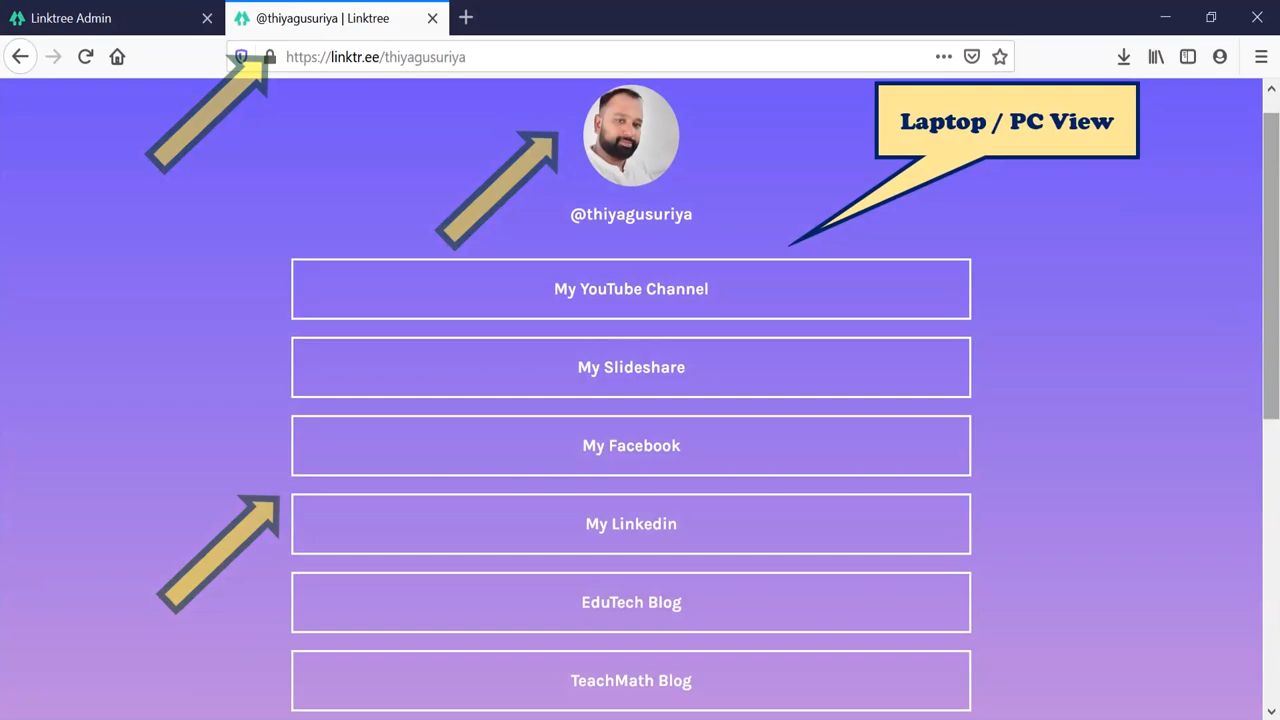 Linktree Admin
@thiyagusuriya | Linktree
https://linktr.ee/thiyagusuriya
Laptop / PC View
@thiyagusuriya
My YouTube Channel
My Slideshare
My Facebook
My Linkedin
EduTech Blog
TeachMath Blog